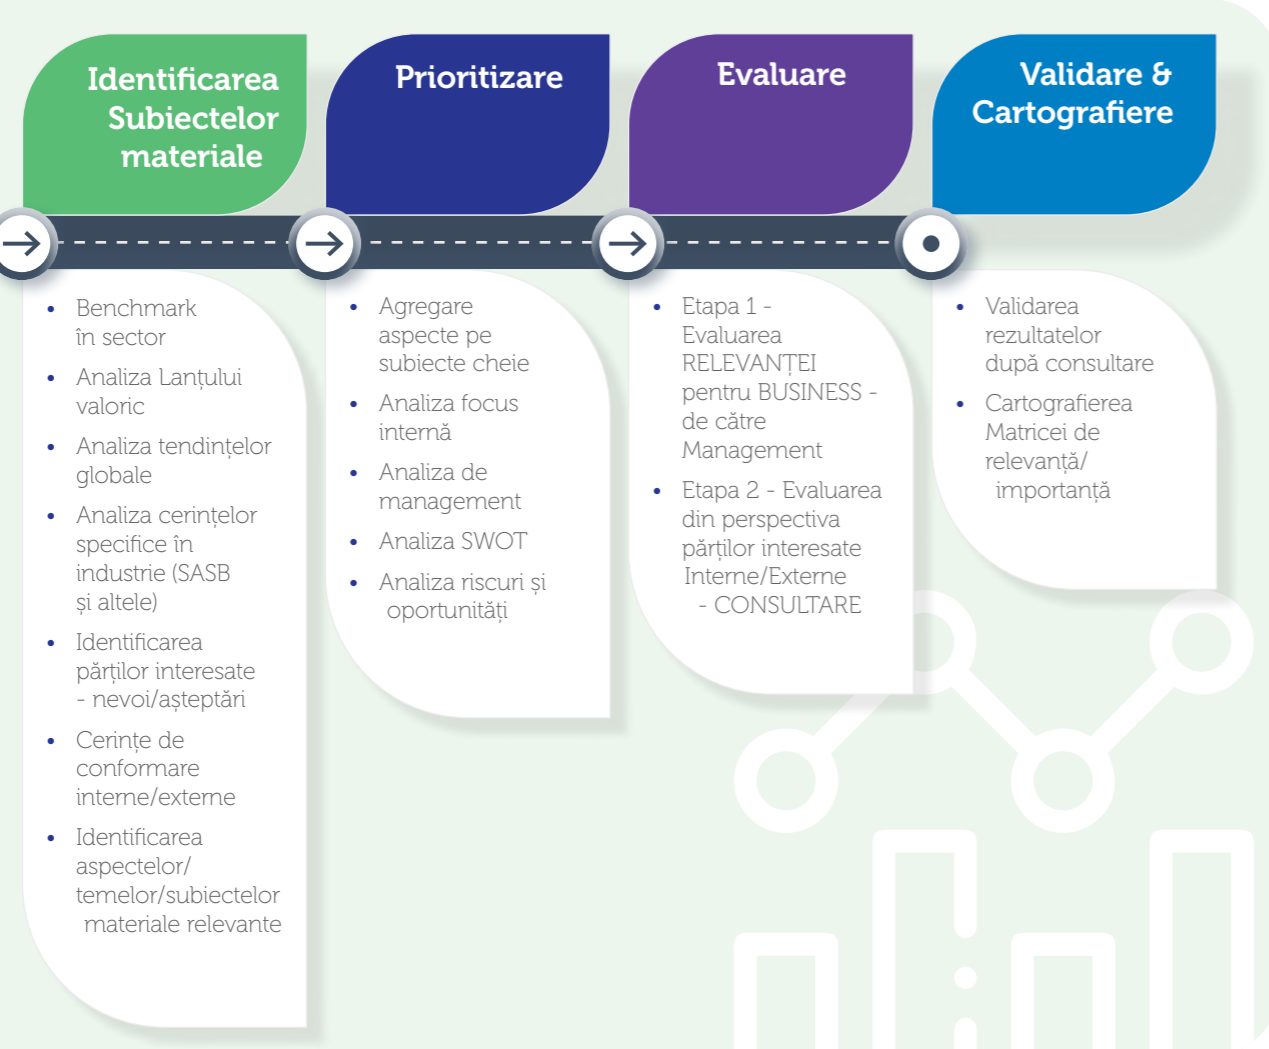 Identificarea
Subiectelor
materiale
• Benchmark
în sector
• Analiza Lanțului
valoric
• Analiza tendințelor
globale
• Analiza cerințelor
specifice în
industrie (SASB
și altele)
• Identificarea
părților interesate
- nevoi/așteptări
• Cerințe de
conformare
interne/externe
• Identificarea
aspectelor/
temelor/subiectelor
materiale relevante
Prioritizare
• Agregare
aspecte pe
subiecte cheie
• Analiza focus
internă
• Analiza de
management
• Analiza SWOT
• Analiza riscuri și
oportunități
Evaluare
• Etapa 1 -
Evaluarea
RELEVANȚEI
pentru BUSINESS -
de către
Management
• Etapa 2 - Evaluarea
din perspectiva
părților interesate
Interne/Externe
- CONSULTARE
Validare &
Cartografiere
• Validarea
rezultatelor
după consultare
• Cartografierea
Matricei de
relevanță/
importanță